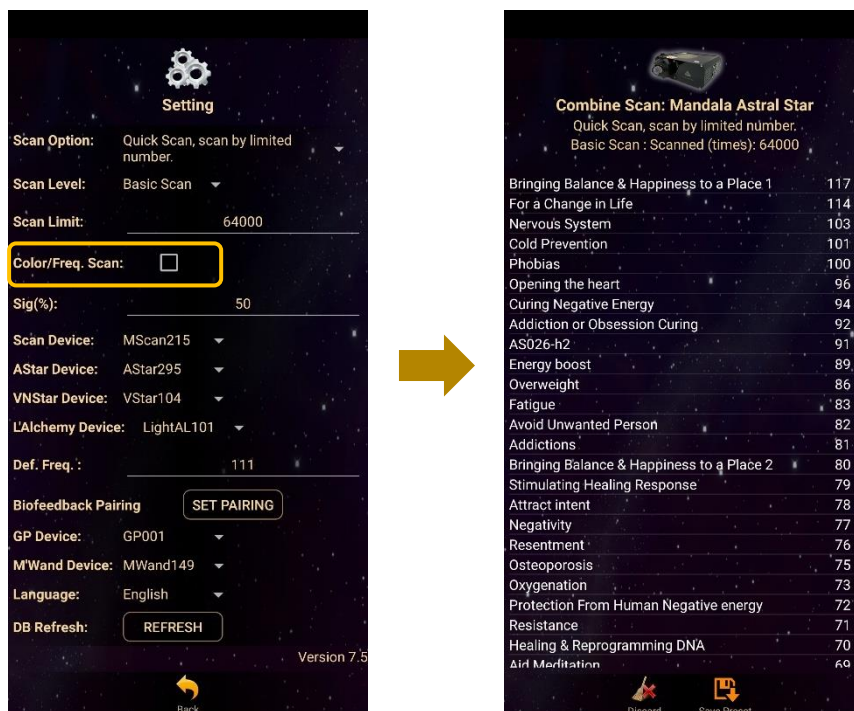 Setting
Scan Option: Quick Scan, scan by limited
number.
Scan Level: Basic Scan
Scan Limit: 64000
Color/Freq. Scan:
Sig(%): 50
Scan Device: MScan215
AStar Device: AStar295
VNStar Device: VStar104
L'Alchemy Device: LightAL101
Def. Freq. : 111
Biofeedback Pairing SET PAIRING
GP Device: GP001
M'Wand Device: MWand149
Language: English
DB Refresh: REFRESH
Version 7.5
Back
Combine Scan: Mandala Astral Star
Quick Scan, scan by limited number.
Basic Scan : Scanned (times): 64000
Bringing Balance & Happiness to a Place 1 117
For a Change in Life 114
Nervous System 103
Cold Prevention 101
Phobias 100
Opening the heart 96
Curing Negative Energy 94
Addiction or Obsession Curing 92
AS026-h2 91
Energy boost 89
Overweight 86
Fatigue 83
Avoid Unwanted Person 82
Addictions 81
Bringing Balance & Happiness to a Place 2 80
Stimulating Healing Response 79
Attract intent 78
Negativity 77
Resentment 76
Osteoporosis 75
Oxygenation 73
Protection From Human Negative energy 72
Resistance 71
Healing & Reprogramming DNA 70
Aid Meditation 69
Discard Save Preset